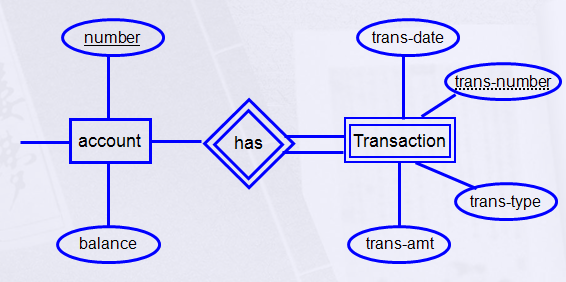 number
trans-date
trans-number
account
has
Transaction
trans-type
balance
trans-amt